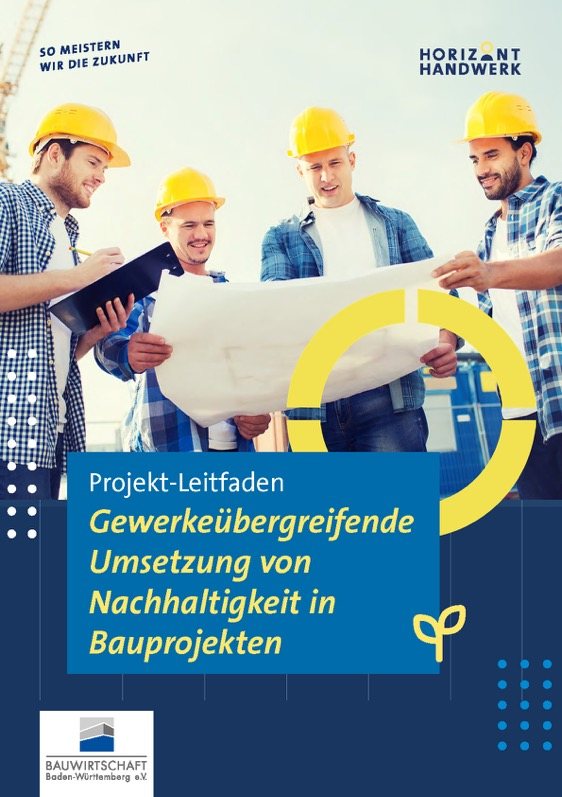 SO MEISTERN
WIR DIE ZUKUNFT
HORIZONT
HANDWERK
Projekt-Leitfaden
Gewerkeübergreifende
Umsetzung von
Nachhaltigkeit in
Bauprojekten
BAUWIRTSCHAFT
Baden-Württemberg e.V.